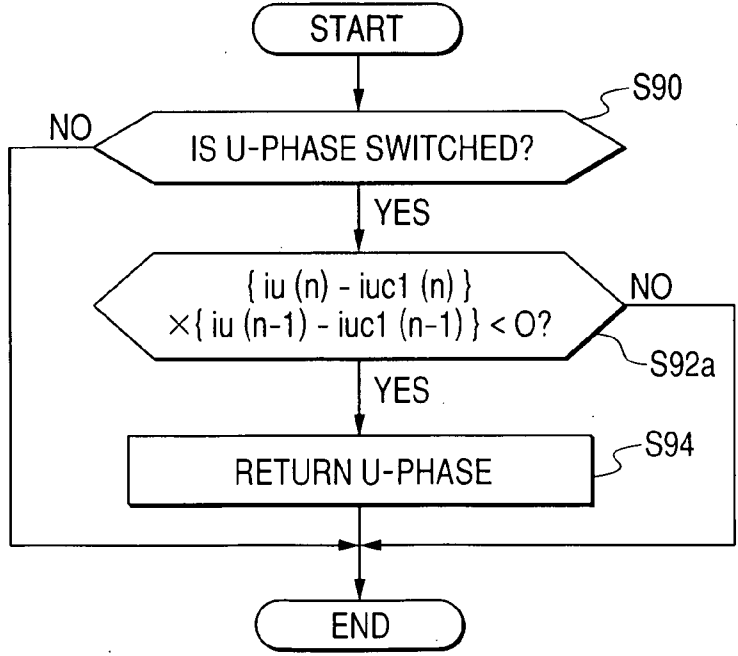 START
S90
NO
IS U-PHASE SWITCHED?
YES
{ iu (n) - iuc1 (n) }
×{ iu (n-1) - iuc1 (n-1) } < 0?
NO
S92a
YES
S94
RETURN U-PHASE
END